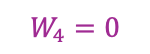 W₄ = 0